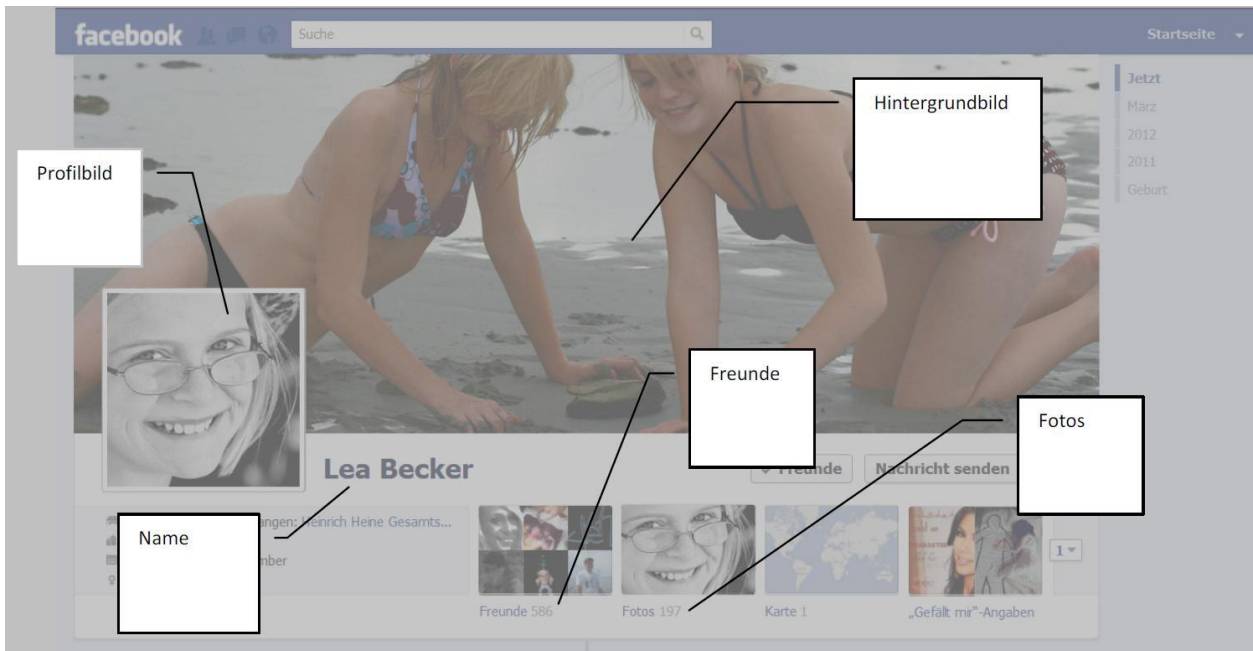 facebook
Suche
Startseite
Jetzt
März
2012
2011
Geburt
Hintergrundbild
Profilbild
Freunde
Fotos
Lea Becker
Freunde
Nachricht senden
Name
Heinrich Heine Gesamts...
Freunde 586
Fotos 197
Karte 1
„Gefällt mir"-Angaben
1